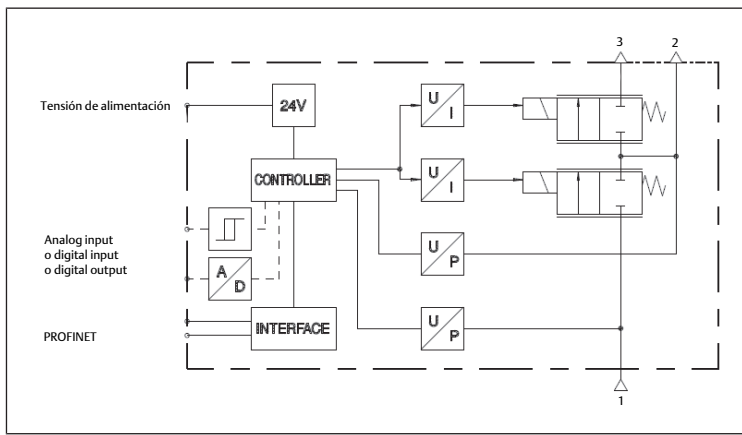 3 2
Tensión de alimentación
24V
U
I
CONTROLLER
U
I
Analog input
o digital input
o digital output
A
D
U
P
PROFINET
INTERFACE
U
P
1